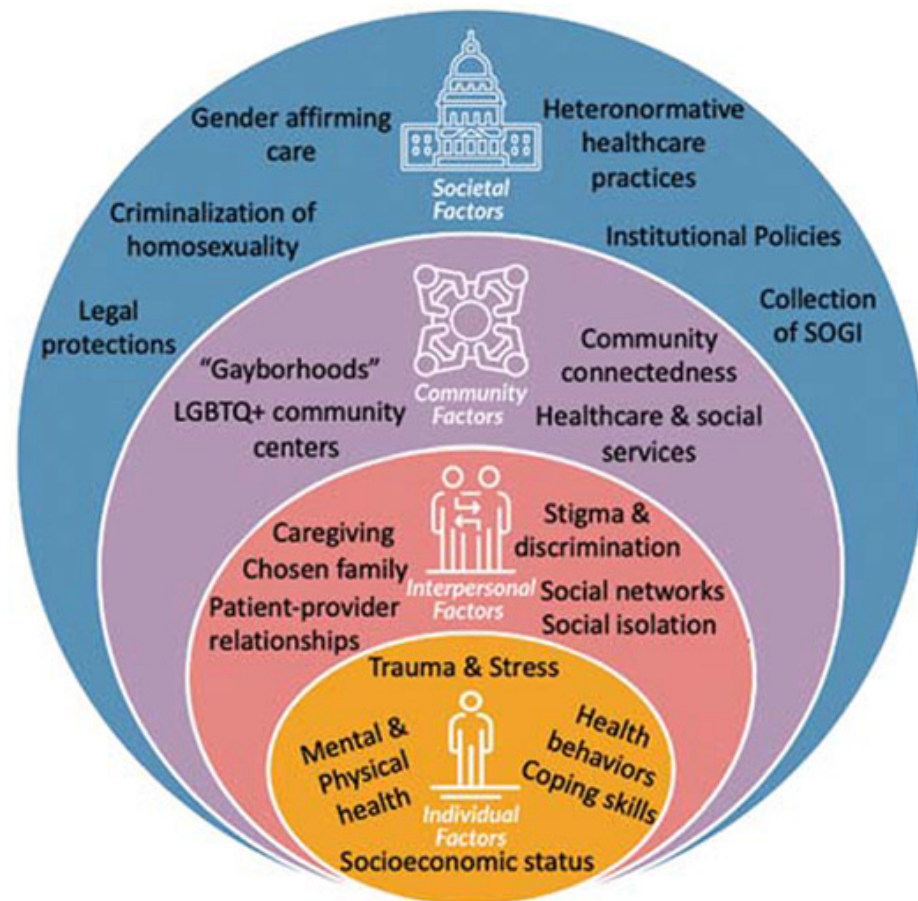 Gender affirming
care
Heteronormative
healthcare
practices
Societal
Factors
Criminalization of
homosexuality
Institutional Policies
Legal
protections
Collection
of SOGI
"Gayborhoods"
LGBTQ+ community
centers
Community
Factors
Community
connectedness
Healthcare & social
services
Caregiving
Chosen family
Patient-provider
relationships
Interpersonal
Factors
Stigma &
discrimination
Social networks
Social isolation
Trauma & Stress
Mental &
Physical
health
Health
behaviors
Coping skills
Individual
Factors
Socioeconomic status